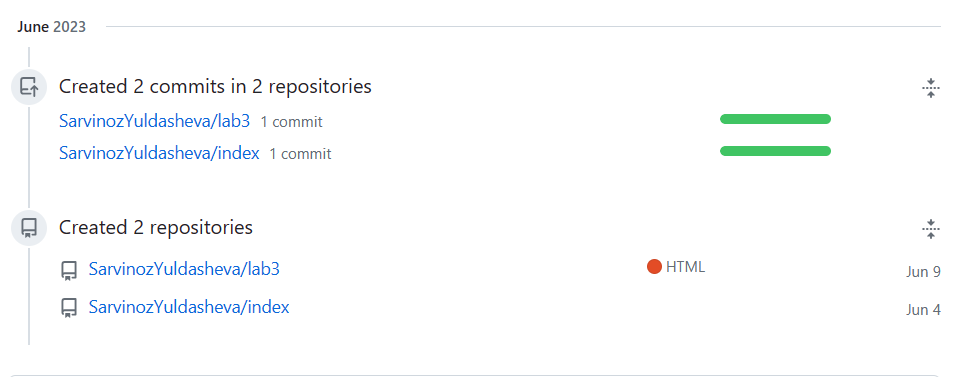 June 2023
Created 2 commits in 2 repositories
SarvinozYuldasheva/lab3 1 commit
SarvinozYuldasheva/index 1 commit
Created 2 repositories
SarvinozYuldasheva/lab3 HTML Jun 9
SarvinozYuldasheva/index Jun 4